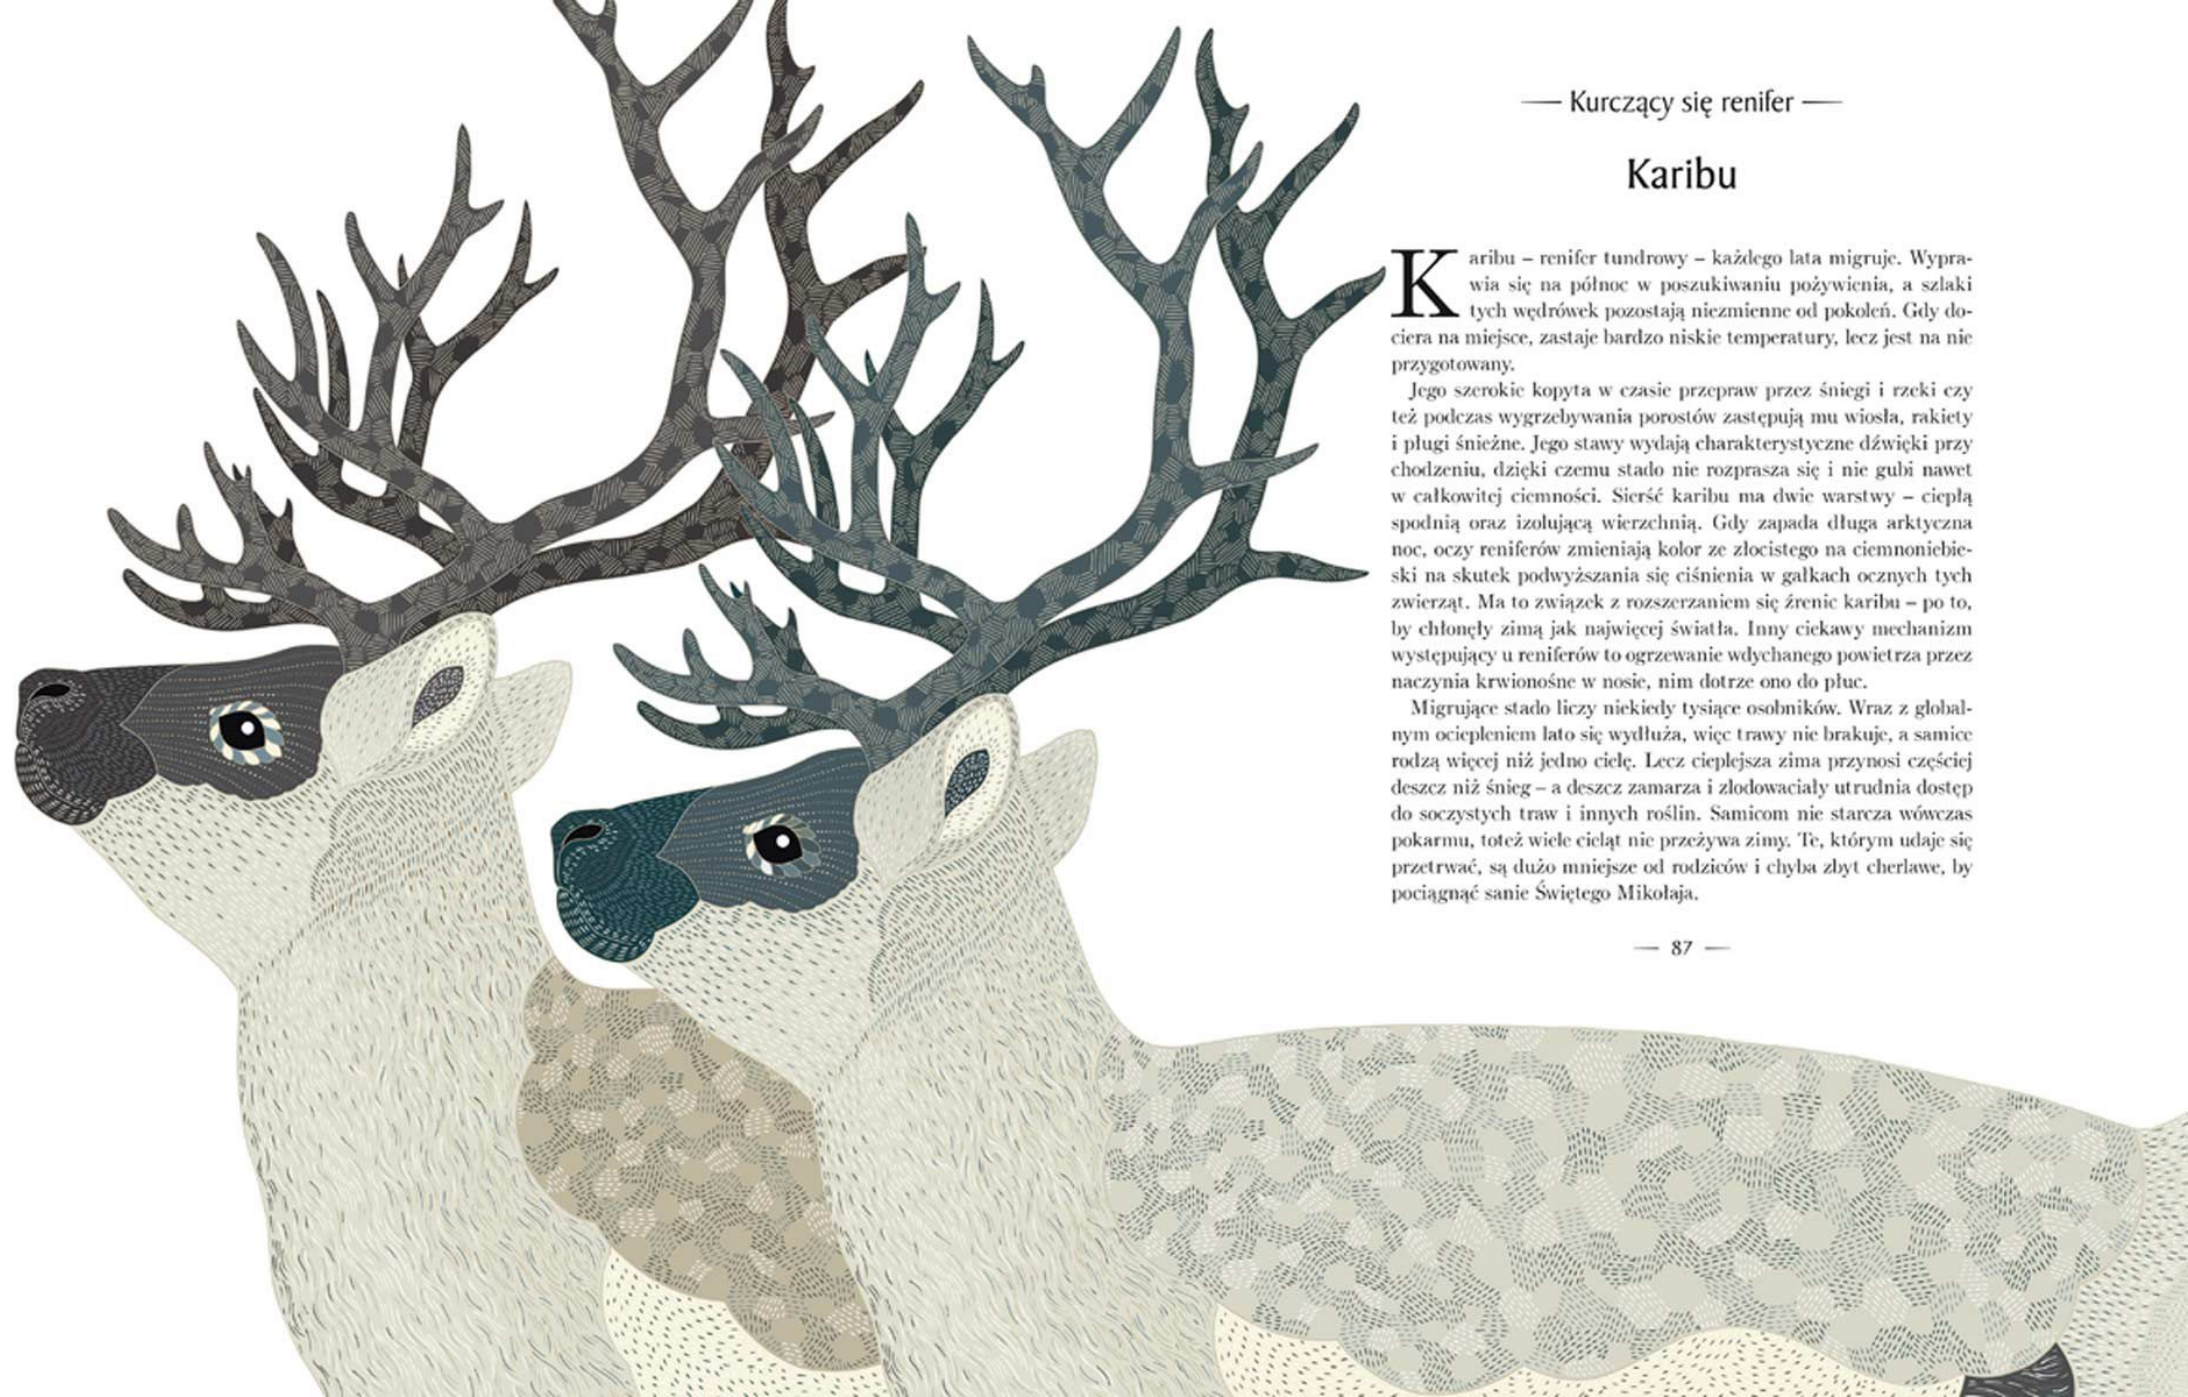 — Kurczący się renifer —
Karibu
Karibu – renifer tundrowy – każdego lata migruje. Wypra-
wia się na północ w poszukiwaniu pożywienia, a szlaki
tych wędrówek pozostają niezmienne od pokoleń. Gdy do-
ciera na miejsce, zastaje bardzo niskie temperatury, lecz jest na nie
przygotowany.
Jego szerokie kopyta w czasie przepraw przez śniegi i rzeki czy
też podczas wygrzebywania porostów zastępują mu wiosła, rakiety
i pługi śnieżne. Jego stawy wydają charakterystyczne dźwięki przy
chodzeniu, dzięki czemu stado nie rozprasza się i nie gubi nawet
w całkowitej ciemności. Sierść karibu ma dwie warstwy – ciepłą
spodnią oraz izolującą wierzchnią. Gdy zapada długa arktyczna
noc, oczy reniferów zmieniają kolor ze złocistego na ciemnoniebie-
ski na skutek podwyższania się ciśnienia w gałkach ocznych tych
zwierząt. Ma to związek z rozszerzaniem się źrenic karibu – po to,
by chłonęły zimą jak najwięcej światła. Inny ciekawy mechanizm
występujący u reniferów to ogrzewanie wdychanego powietrza przez
naczynia krwionośne w nosie, nim dotrze ono do płuc.
Migrujące stado liczy niekiedy tysiące osobników. Wraz z global-
nym ociepleniem lato się wydłuża, więc trawy nie brakuje, a samice
rodzą więcej niż jedno cielę. Lecz cieplejsza zima przynosi częściej
deszcz niż śnieg – a deszcz zamarza i zlodowaciały utrudnia dostęp
do soczystych traw i innych roślin. Samicom nie starcza wówczas
pokarmu, toteż wiele cieląt nie przeżywa zimy. Te, którym udaje się
przetrwać, są dużo mniejsze od rodziców i chyba zbyt cherlawe, by
pociągnąć sanie Świętego Mikołaja.
— 87 —